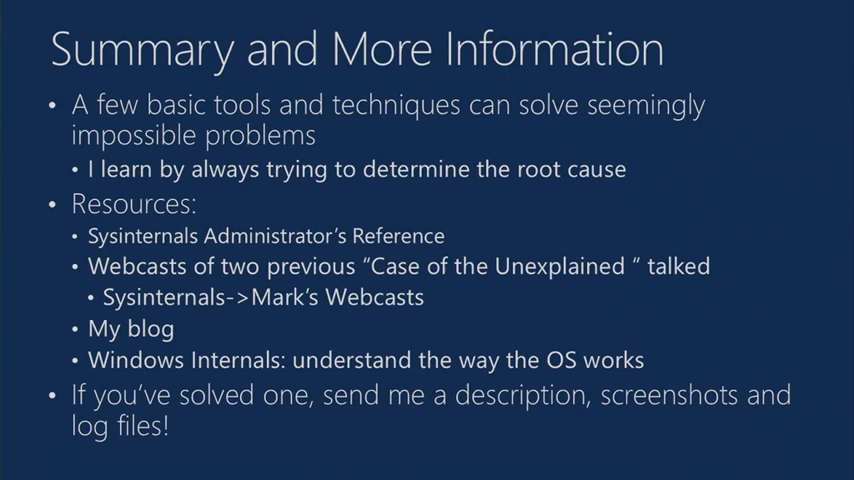 Summary and More Information
• A few basic tools and techniques can solve seemingly
impossible problems
• I learn by always trying to determine the root cause
• Resources:
• Sysinternals Administrator's Reference
• Webcasts of two previous “Case of the Unexplained “ talked
• Sysinternals->Mark's Webcasts
• My blog
• Windows Internals: understand the way the OS works
• If you've solved one, send me a description, screenshots and
log files!